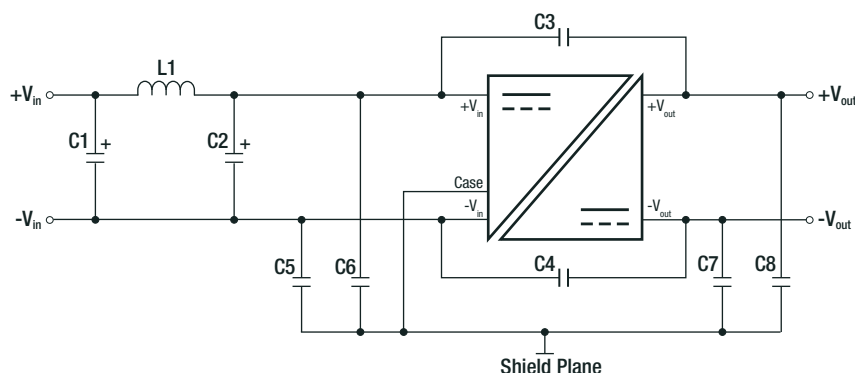 C3
L1
+Vin
+Vin
+Vout
+Vout
C1
+
C2
+
Case
-Vin
-Vin
-Vout
-Vout
C5
C6
C4
C7
C8
Shield Plane